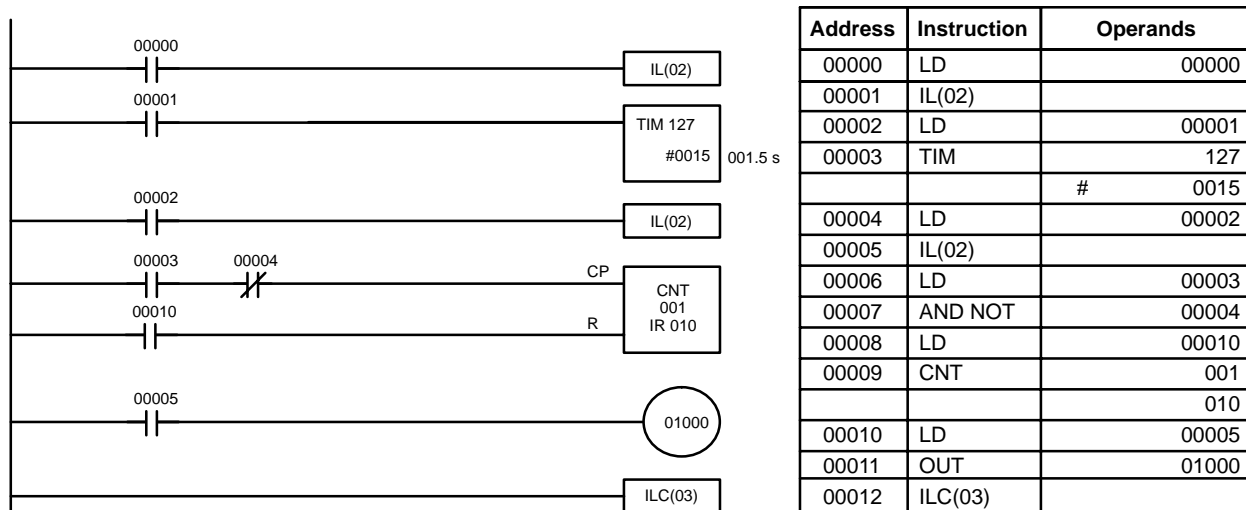 00000
IL(02)
00001
TIM 127
#0015 001.5 s
00002
IL(02)
00003 00004 CP
CNT
001
IR 010
00010 R
00005
01000
ILC(03)
Address Instruction Operands
00000 LD 00000
00001 IL(02)
00002 LD 00001
00003 TIM 127
# 0015
00004 LD 00002
00005 IL(02)
00006 LD 00003
00007 AND NOT 00004
00008 LD 00010
00009 CNT 001
010
00010 LD 00005
00011 OUT 01000
00012 ILC(03)